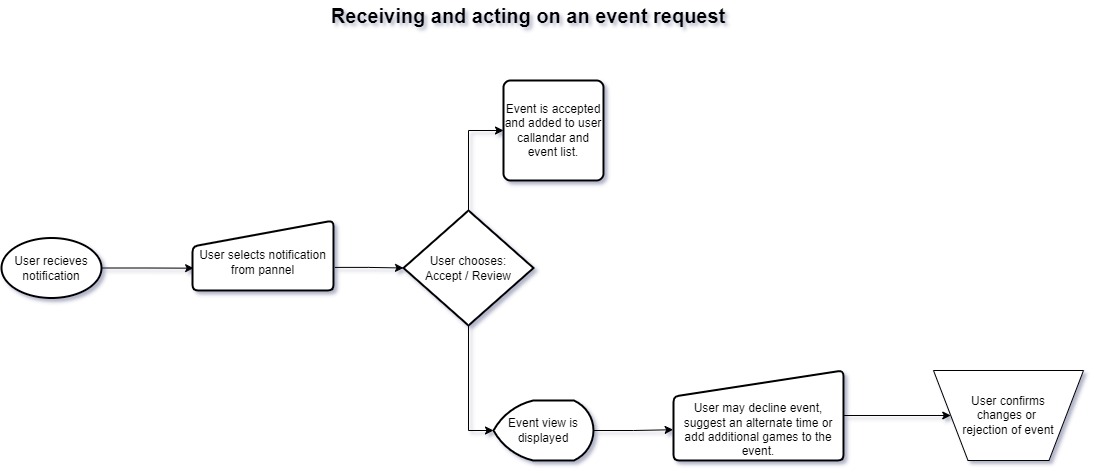 Receiving and acting on an event request
Event is accepted
and added to user
callandar and
event list.
User recieves
notification
User selects notification
from pannel
User chooses:
Accept / Review
Event view is
displayed
User may decline event,
suggest an alternate time or
add additional games to the
event.
User confirms
changes or
rejection of event